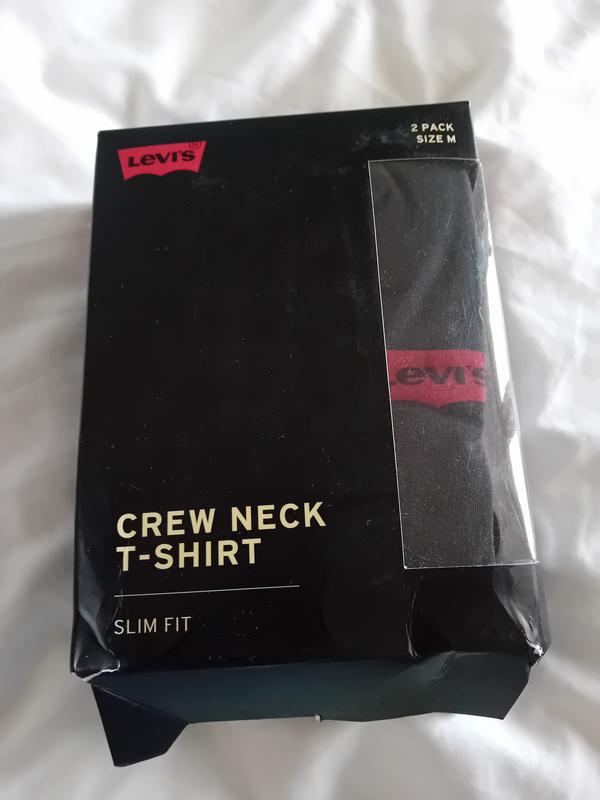 Levi's®
2 PACK
SIZE M
Levi's
CREW NECK
T-SHIRT
SLIM FIT